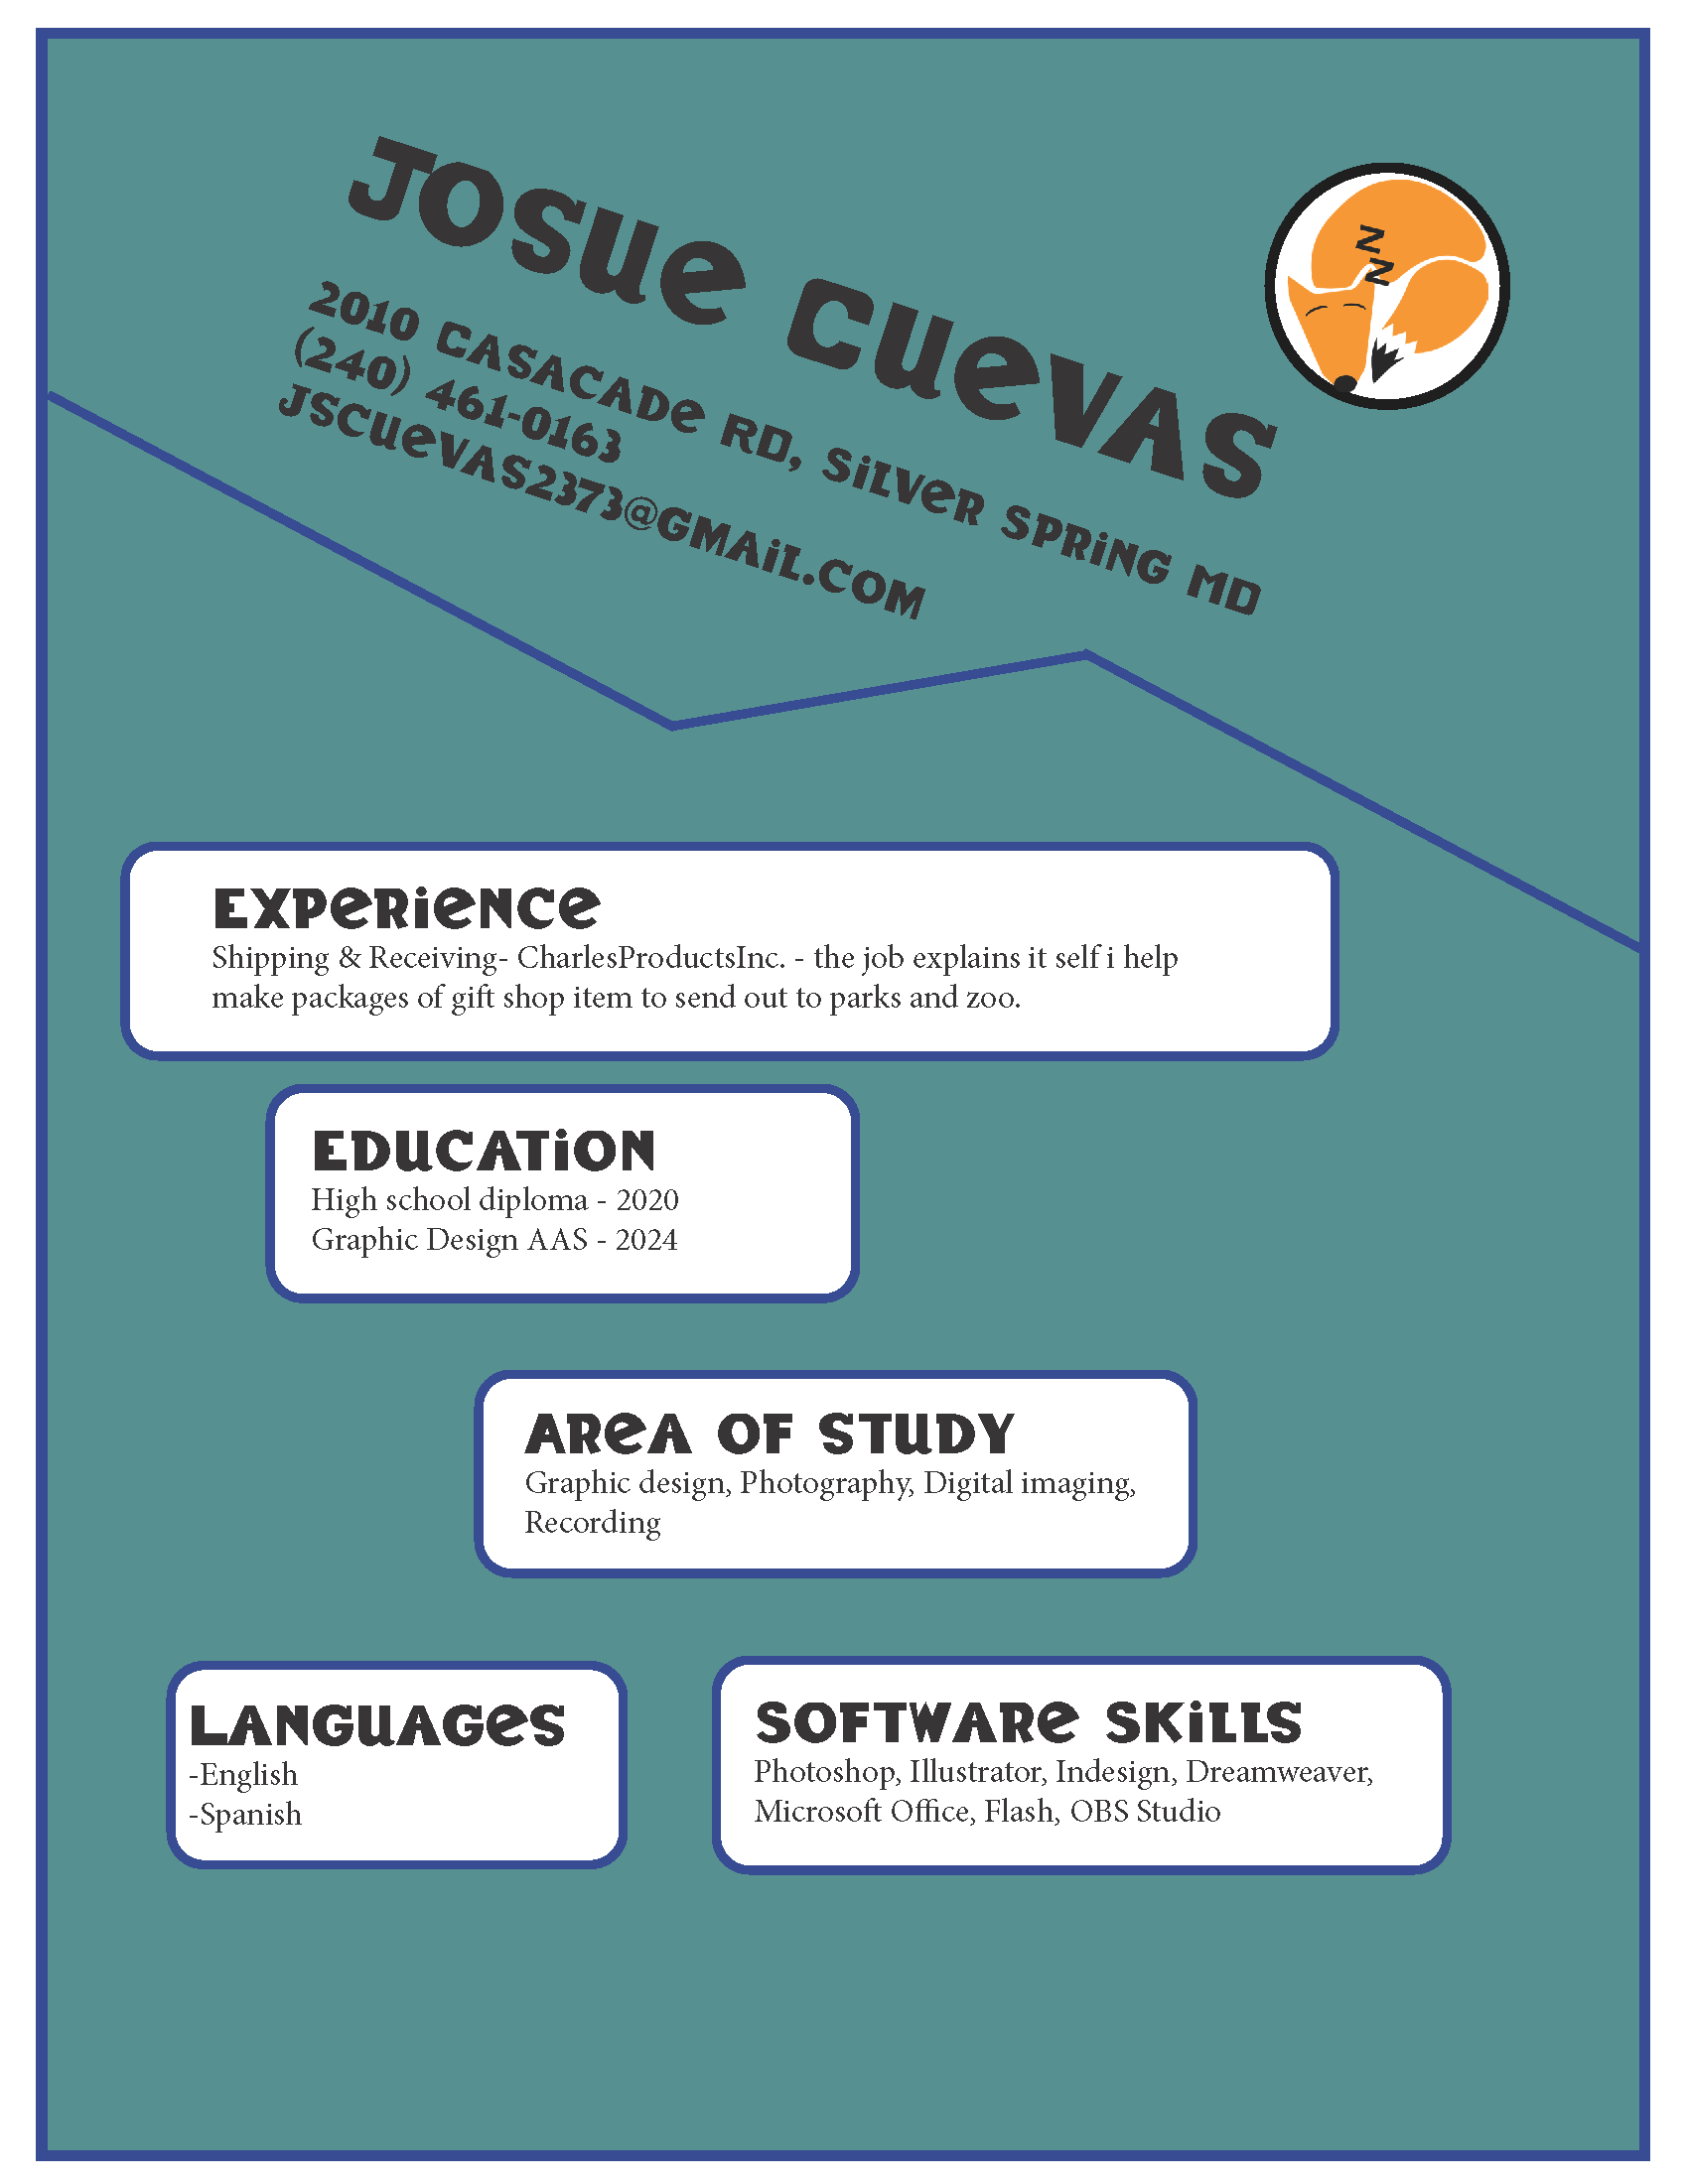 JOSUE CUEVAS
2010 CASACADE RD, SILVER SPRING MD
(240) 461-0163
JSCUEVAS2373@GMAIL.COM
Z
Z
EXPERIENCE
Shipping & Receiving- CharlesProductsInc. - the job explains it self i help
make packages of gift shop item to send out to parks and zoo.
EDUCATION
High school diploma - 2020
Graphic Design AAS - 2024
AREA OF STUDY
Graphic design, Photography, Digital imaging,
Recording
LANGUAGES
-English
-Spanish
SOFTWARE SKILLS
Photoshop, Illustrator, Indesign, Dreamweaver,
Microsoft Office, Flash, OBS Studio